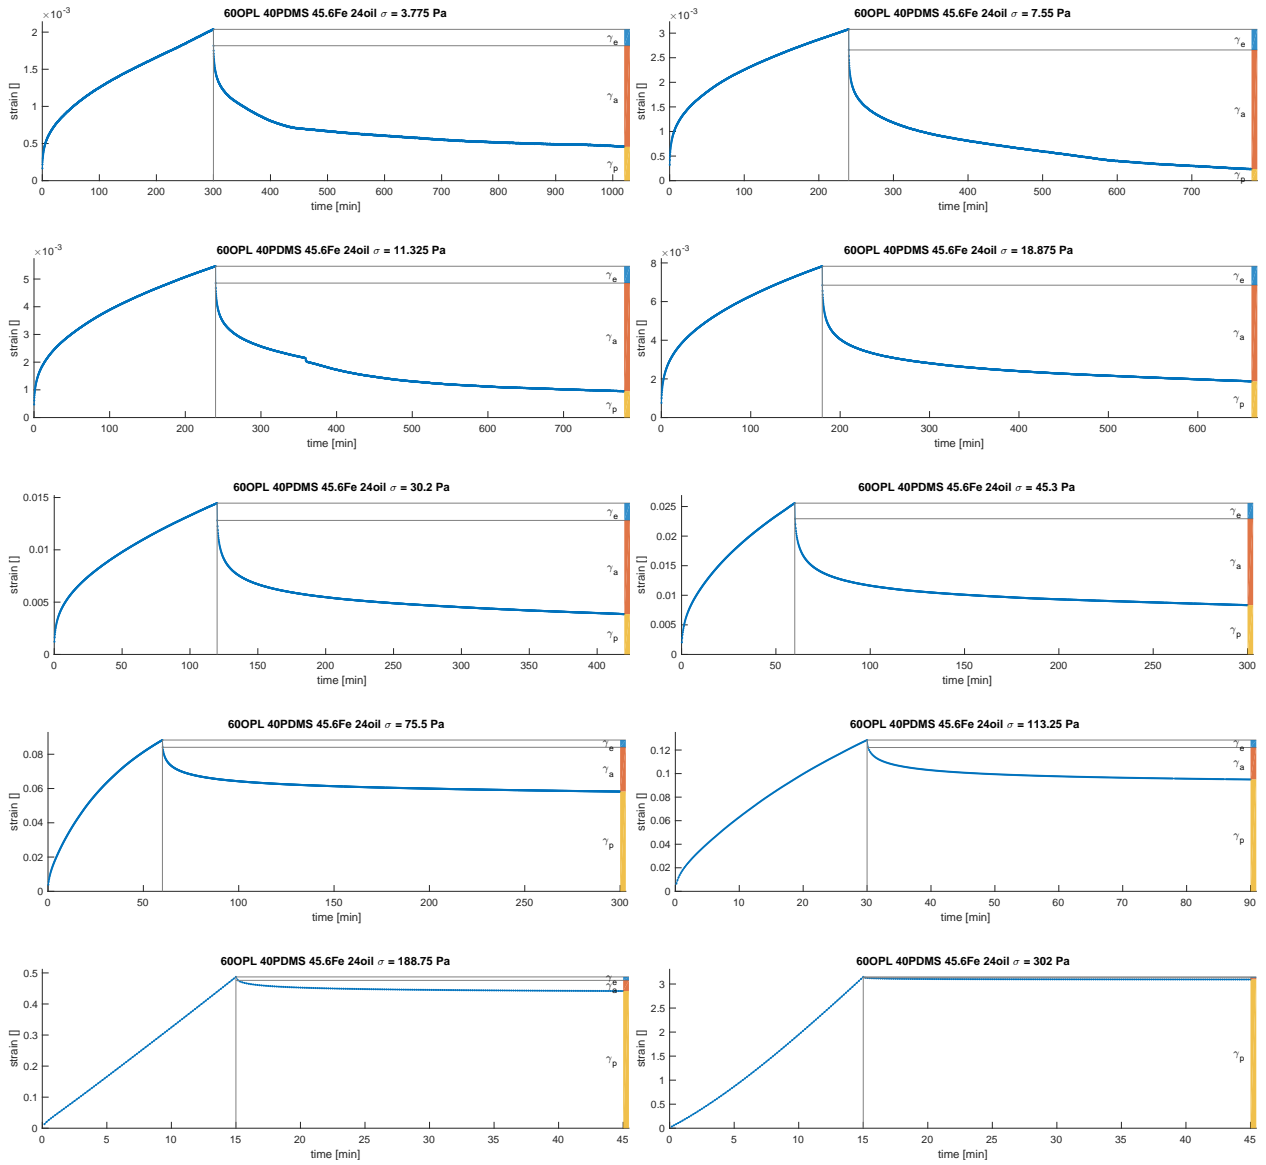 60OPL 40PDMS 45.6Fe 24oil σ = 3.775 Pa
×10⁻³
strain []
2
1.5
1
0.5
0
0 100 200 300 400 500 600 700 800 900 1000
time [min]
γe
γa
γp
60OPL 40PDMS 45.6Fe 24oil σ = 7.55 Pa
×10⁻³
strain []
3
2.5
2
1.5
1
0.5
0
0 100 200 300 400 500 600 700
time [min]
γe
γa
γp
60OPL 40PDMS 45.6Fe 24oil σ = 11.325 Pa
×10⁻³
strain []
5
4
3
2
1
0
0 100 200 300 400 500 600 700
time [min]
γe
γa
γp
60OPL 40PDMS 45.6Fe 24oil σ = 18.875 Pa
×10⁻³
strain []
8
6
4
2
0
0 100 200 300 400 500 600
time [min]
γe
γa
γp
60OPL 40PDMS 45.6Fe 24oil σ = 30.2 Pa
strain []
0.015
0.01
0.005
0
0 50 100 150 200 250 300 350 400
time [min]
γe
γa
γp
60OPL 40PDMS 45.6Fe 24oil σ = 45.3 Pa
strain []
0.025
0.02
0.015
0.01
0.005
0
0 50 100 150 200 250 300
time [min]
γe
γa
γp
60OPL 40PDMS 45.6Fe 24oil σ = 75.5 Pa
strain []
0.08
0.06
0.04
0.02
0
0 50 100 150 200 250 300
time [min]
γe
γa
γp
60OPL 40PDMS 45.6Fe 24oil σ = 113.25 Pa
strain []
0.12
0.1
0.08
0.06
0.04
0.02
0
0 10 20 30 40 50 60 70 80 90
time [min]
γe
γa
γp
60OPL 40PDMS 45.6Fe 24oil σ = 188.75 Pa
strain []
0.5
0.4
0.3
0.2
0.1
0
0 5 10 15 20 25 30 35 40 45
time [min]
γe
γa
γp
60OPL 40PDMS 45.6Fe 24oil σ = 302 Pa
strain []
3
2.5
2
1.5
1
0.5
0
0 5 10 15 20 25 30 35 40 45
time [min]
γp